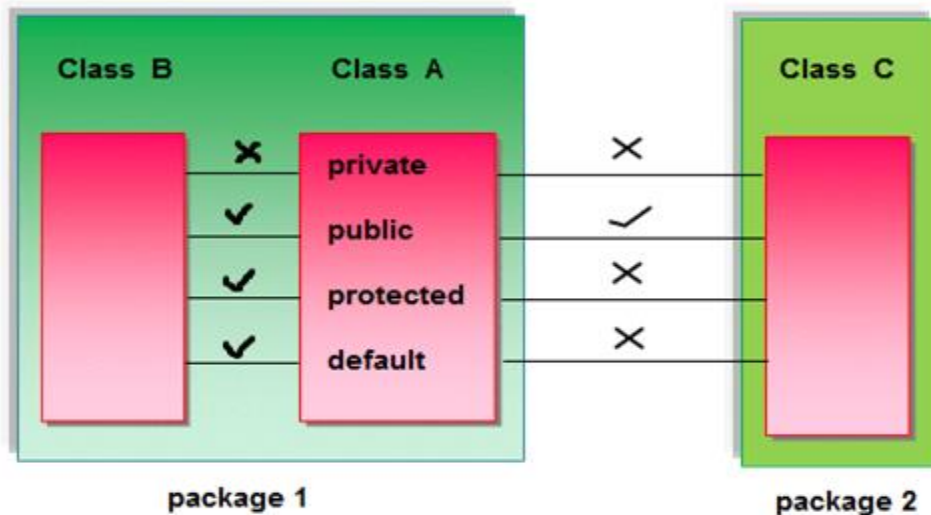 Class B
Class A
Class C
private
public
protected
default
package 1
package 2